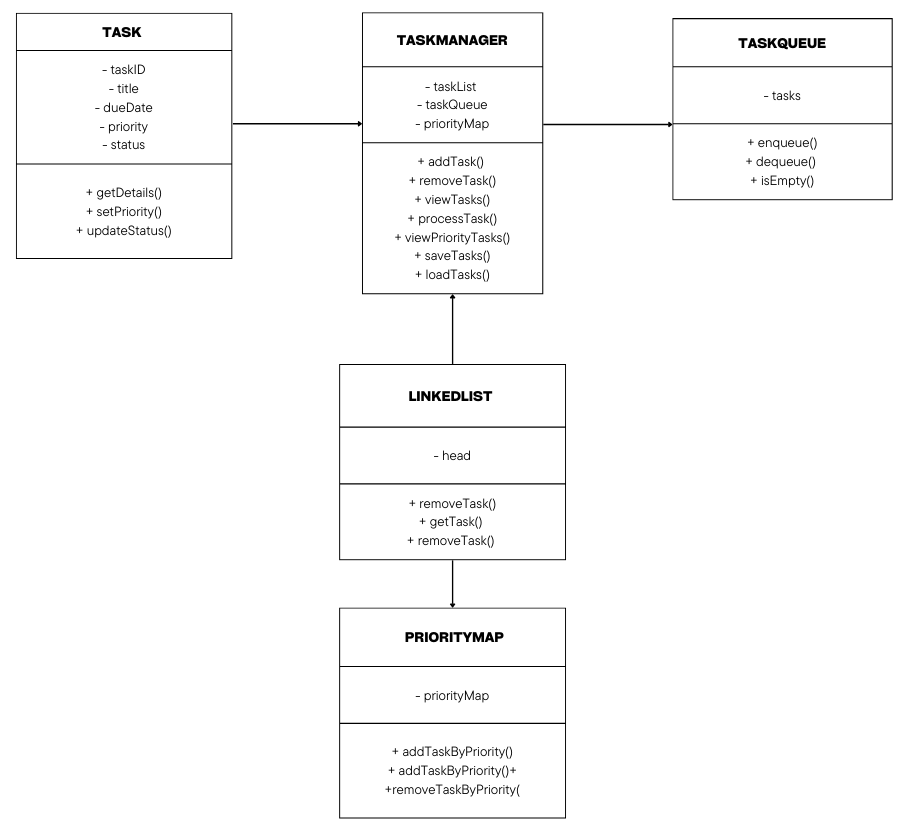 TASK
- taskID
- title
- dueDate
- priority
- status
+ getDetails()
+ setPriority()
+ updateStatus()
TASKMANAGER
- taskList
- taskQueue
- priorityMap
+ addTask()
+ removeTask()
+ viewTasks()
+ processTask()
+ viewPriorityTasks()
+ saveTasks()
+ loadTasks()
TASKQUEUE
- tasks
+ enqueue()
+ dequeue()
+ isEmpty()
LINKEDLIST
- head
+ removeTask()
+ getTask()
+ removeTask()
PRIORITYMAP
- priorityMap
+ addTaskByPriority()
+ addTaskByPriority()+
+removeTaskByPriority(